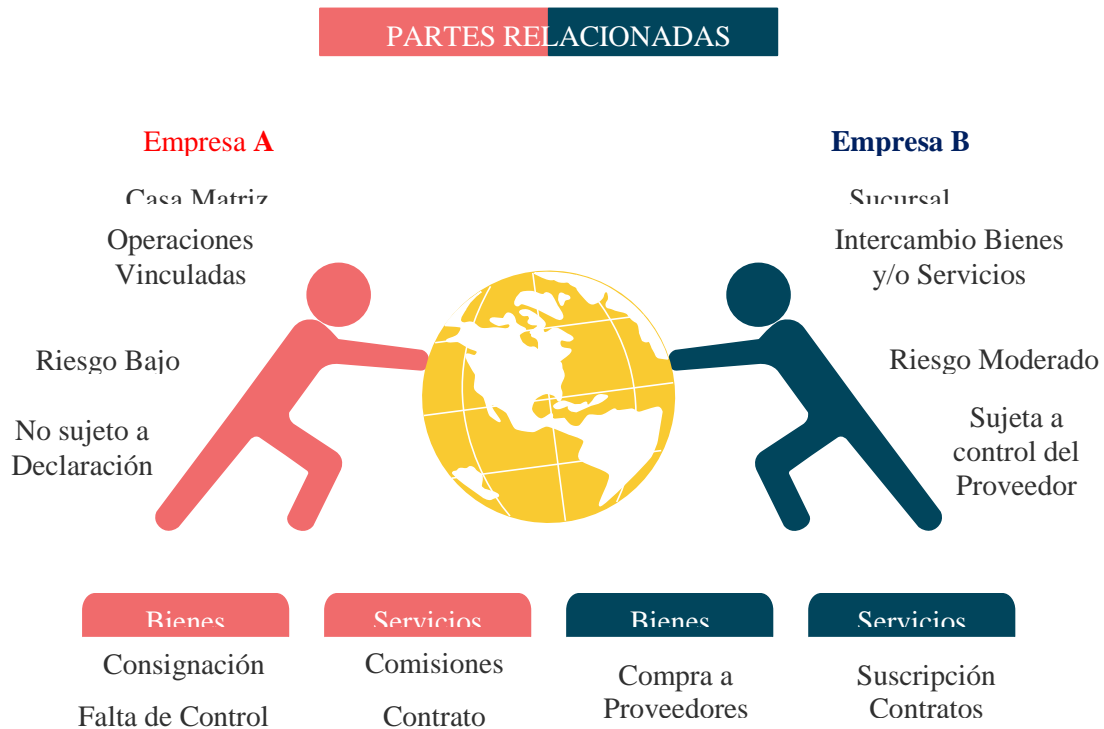 PARTES RELACIONADAS
Empresa A
Casa Matriz
Operaciones
Vinculadas
Riesgo Bajo
No sujeto a
Declaración
Empresa B
Sucursal
Intercambio Bienes
y/o Servicios
Riesgo Moderado
Sujeta a
control del
Proveedor
Bienes
Consignación
Falta de Control
Servicios
Comisiones
Contrato
Bienes
Compra a
Proveedores
Servicios
Suscripción
Contratos